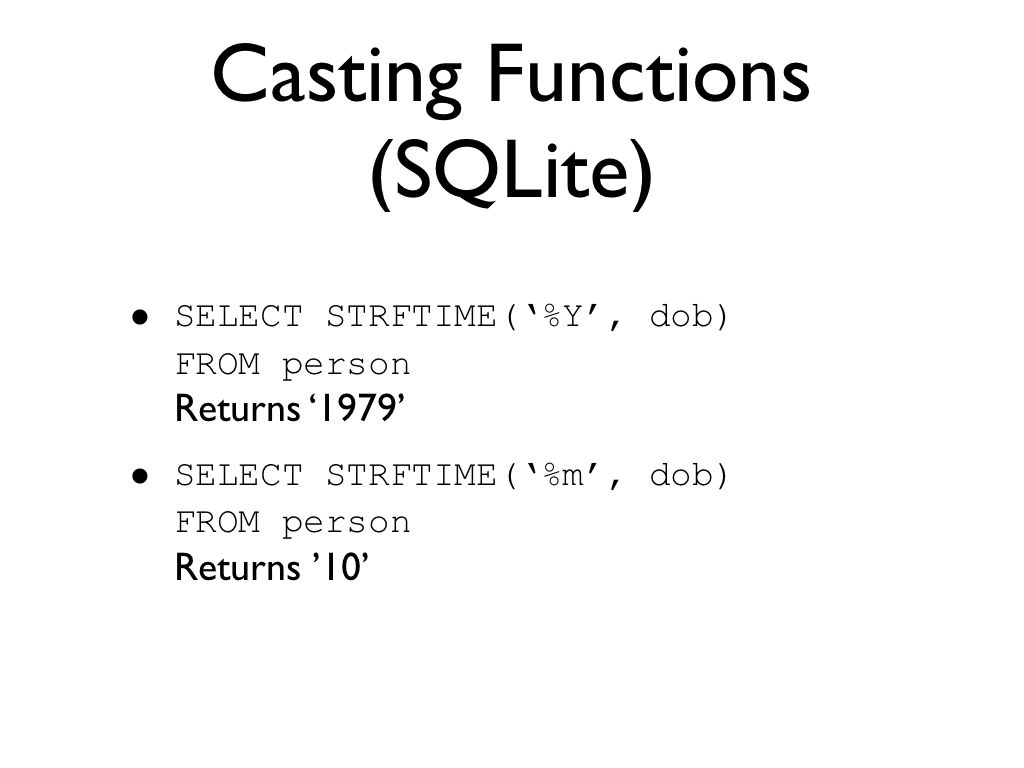 Casting Functions
(SQLite)
• SELECT STRFTIME(‘%Y’, dob)
FROM person
Returns ‘1979’
• SELECT STRFTIME(‘%m’, dob)
FROM person
Returns ’10’